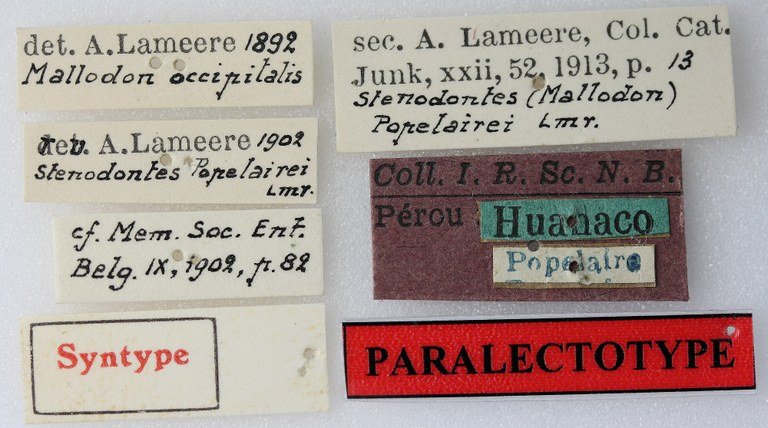 det. A. Lameere 1892
Mallodon occipitalis
rev. A. Lameere 1902
Stenodontes Popelairei
Lmr.
cf. Mem. Soc. Ent.
Belg. IX, 1902, p. 82
Syntype
sec. A. Lameere, Col. Cat.
Junk, xxii, 52, 1913, p. 13
Stenodontes (Mallodon)
Popelairei Lmr.
Coll. I. R. Sc. N. B.
Pérou Huanaco
Popelaire
PARALECTOTYPE